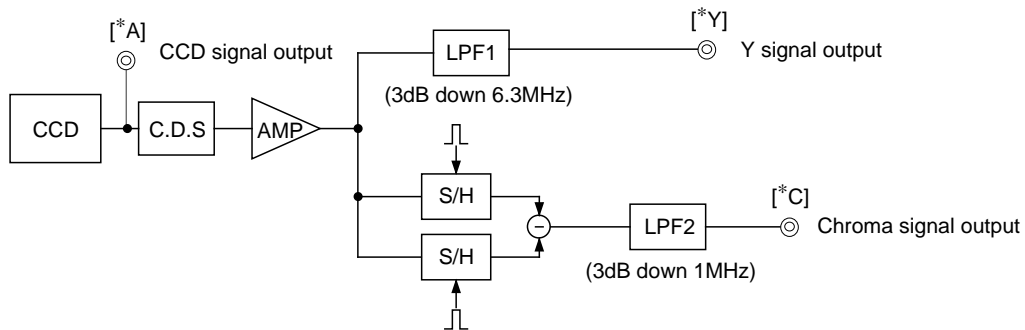 [*A]
CCD signal output
[*Y]
Y signal output
LPF1
(3dB down 6.3MHz)
CCD
C.D.S
AMP
S/H
[*C]
Chroma signal output
−
LPF2
S/H
(3dB down 1MHz)